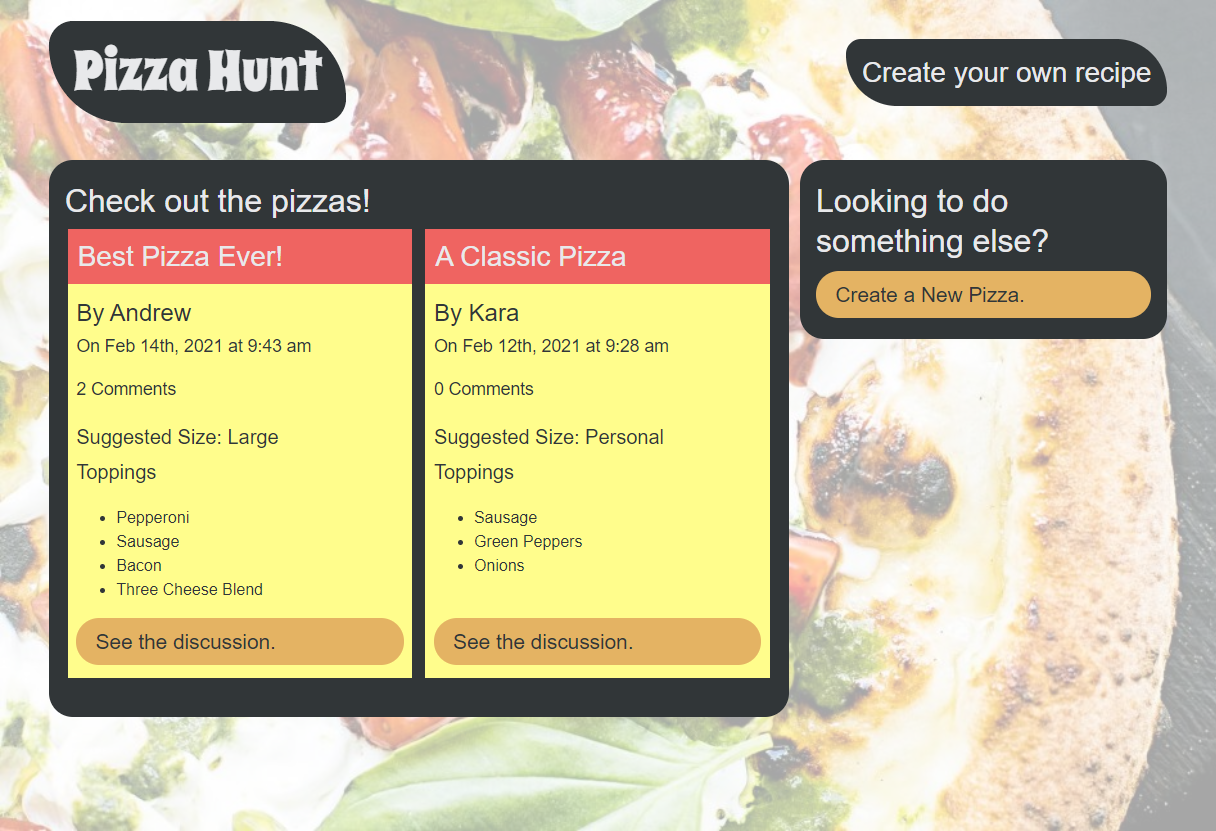 Pizza Hunt
Create your own recipe
Check out the pizzas!
Best Pizza Ever!
By Andrew
On Feb 14th, 2021 at 9:43 am
2 Comments
Suggested Size: Large
Toppings
Pepperoni
Sausage
Bacon
Three Cheese Blend
See the discussion.
A Classic Pizza
By Kara
On Feb 12th, 2021 at 9:28 am
0 Comments
Suggested Size: Personal
Toppings
Sausage
Green Peppers
Onions
See the discussion.
Looking to do
something else?
Create a New Pizza.